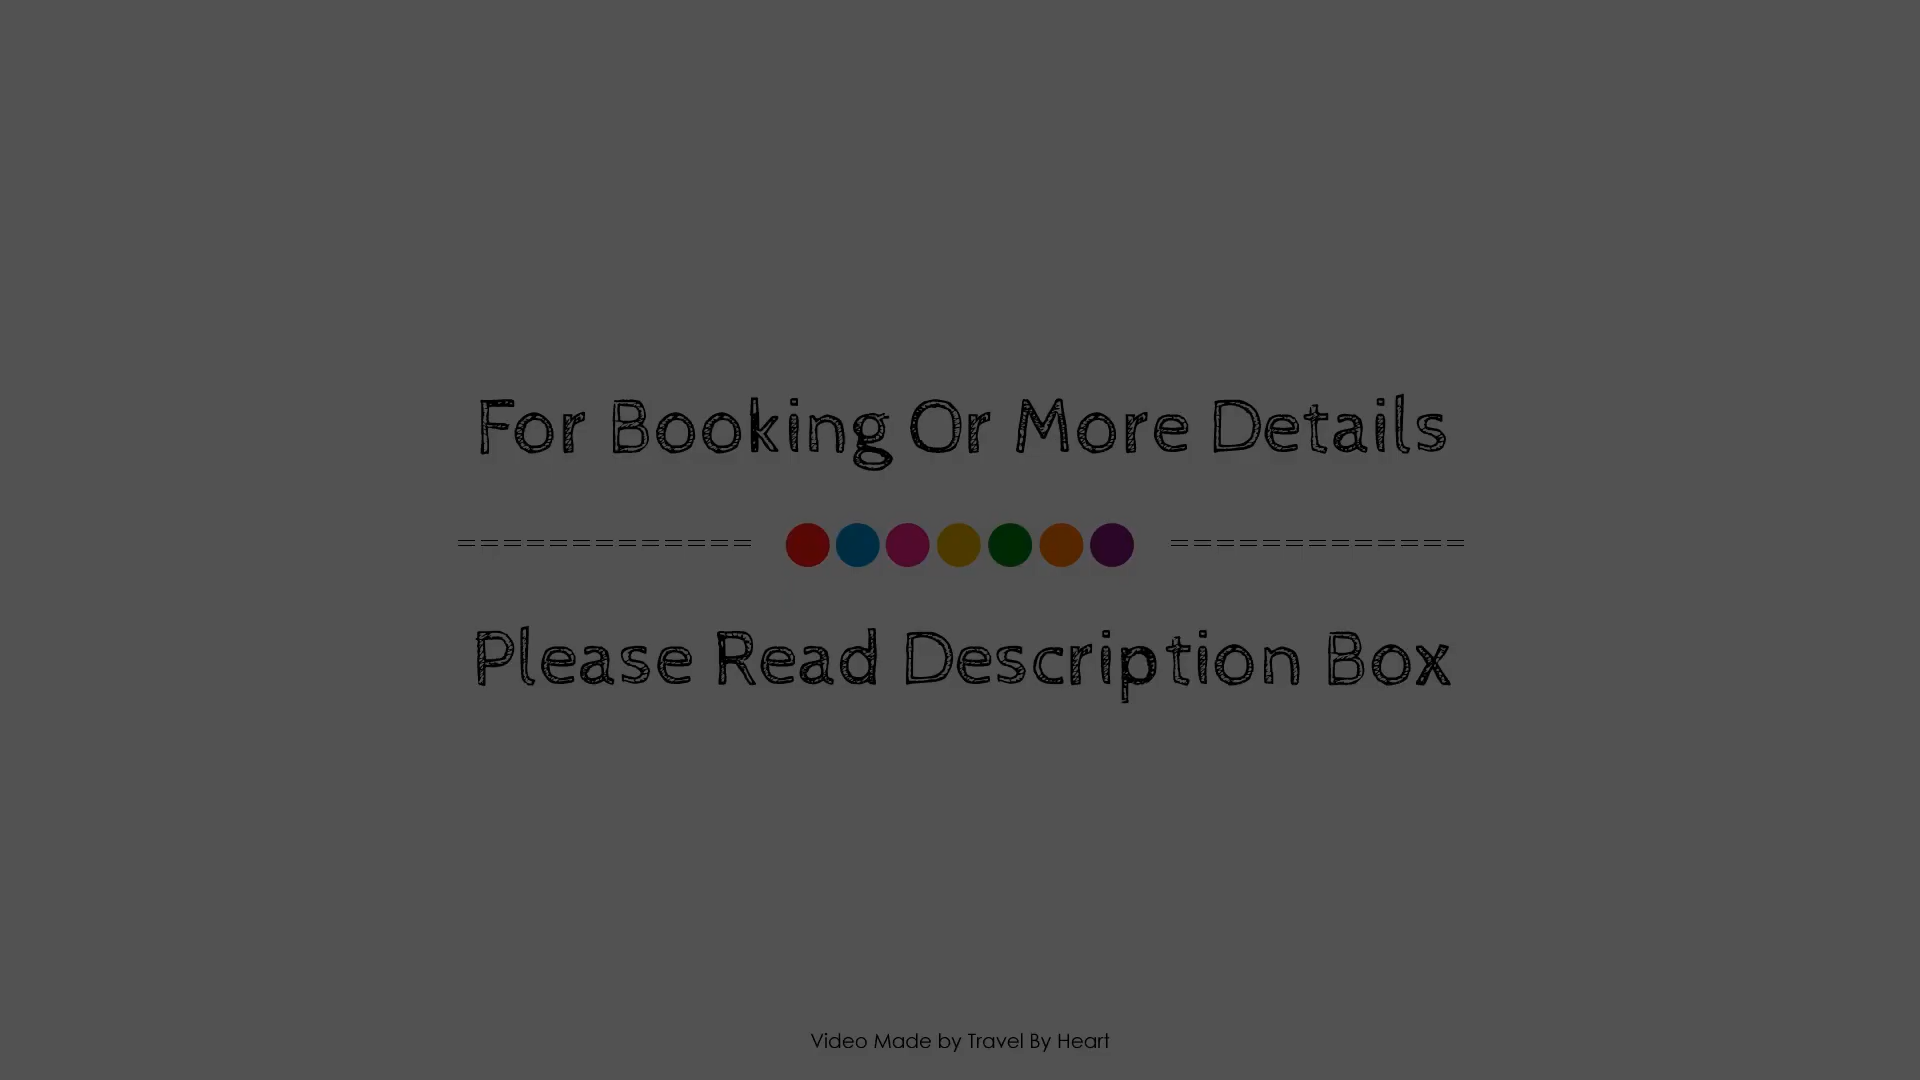 For Booking Or More Details
============= =============
Please Read Description Box
Video Made by Travel By Heart